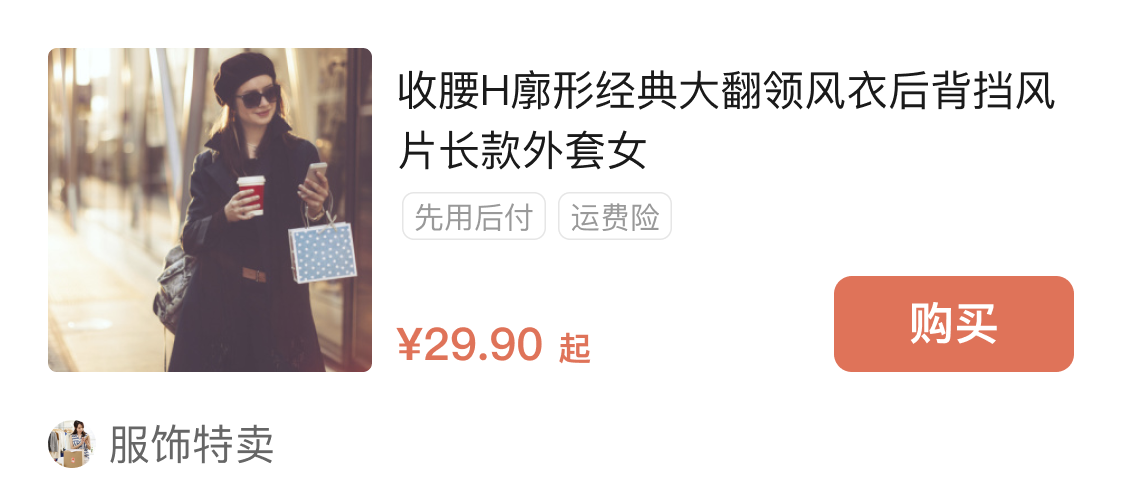 收腰H廓形经典大翻领风衣后背挡风
片长款外套女
先用后付 运费险
¥29.90 起
购买
服饰特卖